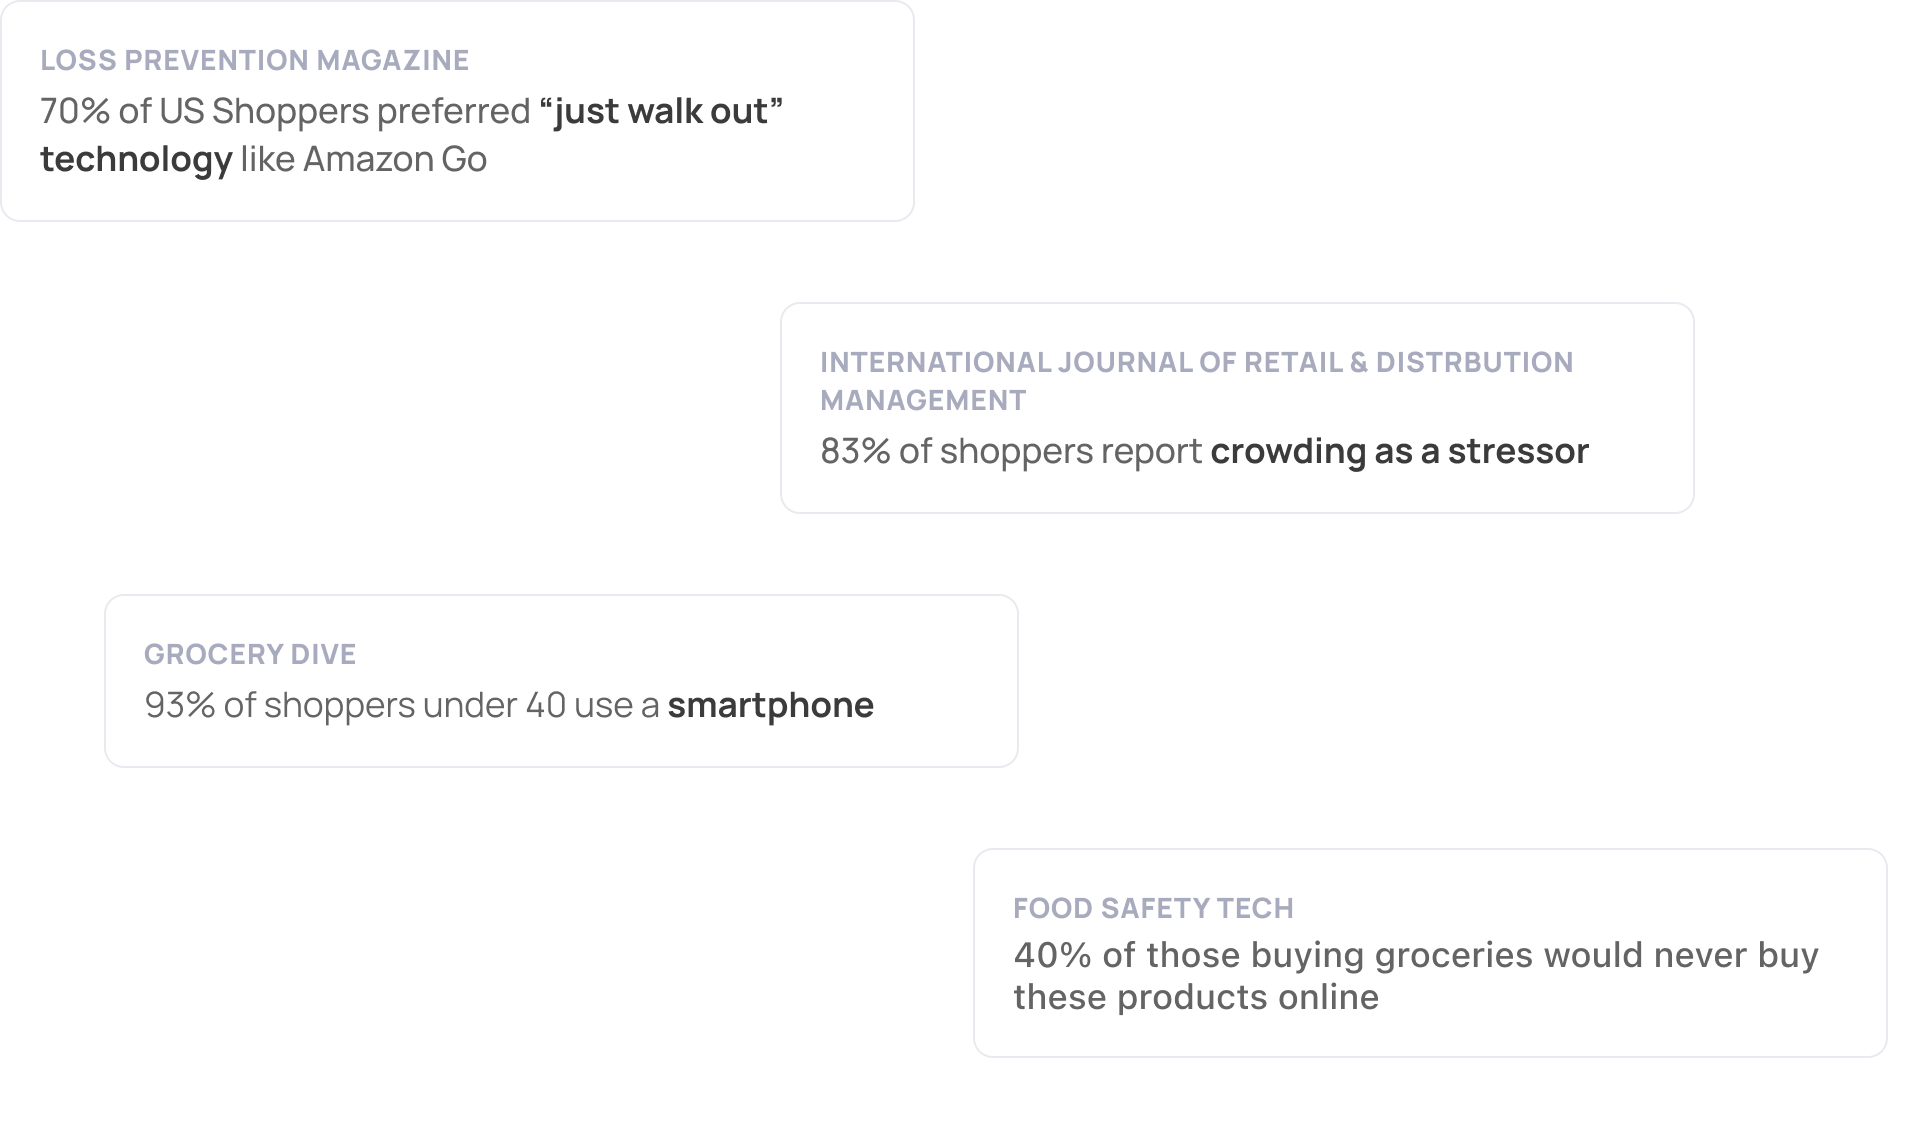 LOSS PREVENTION MAGAZINE
70% of US Shoppers preferred “just walk out”
technology like Amazon Go
INTERNATIONAL JOURNAL OF RETAIL & DISTRBUTION
MANAGEMENT
83% of shoppers report crowding as a stressor
GROCERY DIVE
93% of shoppers under 40 use a smartphone
FOOD SAFETY TECH
40% of those buying groceries would never buy
these products online